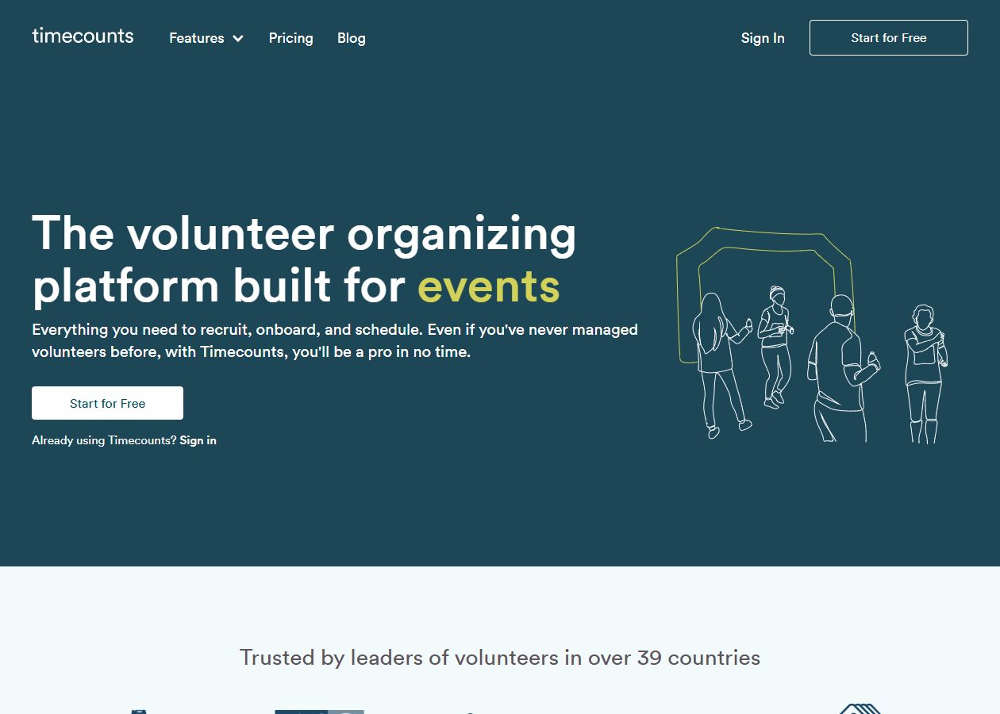 timecounts
Features
Pricing
Blog
Sign In
Start for Free
The volunteer organizing
platform built for events
Everything you need to recruit, onboard, and schedule. Even if you've never managed
volunteers before, with Timecounts, you'll be a pro in no time.
Start for Free
Already using Timecounts? Sign in
Trusted by leaders of volunteers in over 39 countries